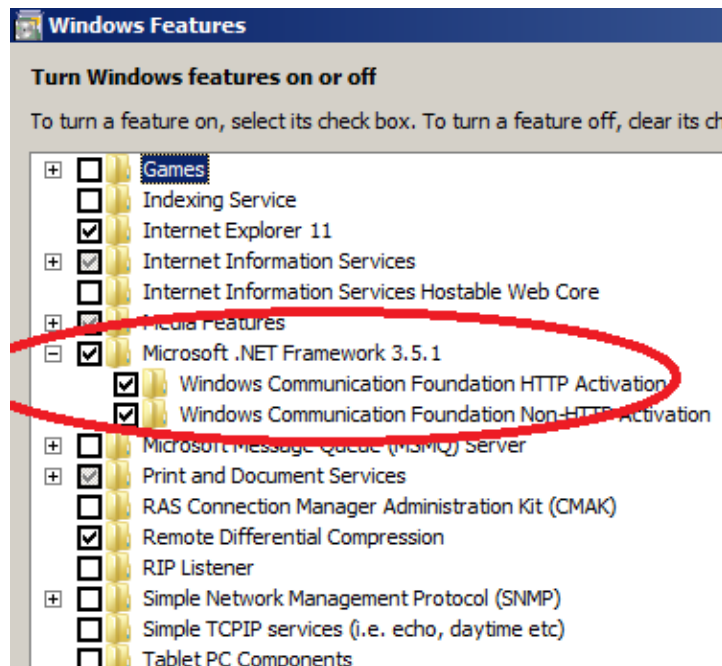 Windows Features
Turn Windows features on or off
To turn a feature on, select its check box. To turn a feature off, clear its
Games
Indexing Service
Internet Explorer 11
Internet Information Services
Internet Information Services Hostable Web Core
Media Features
Microsoft .NET Framework 3.5.1
Windows Communication Foundation HTTP Activation
Windows Communication Foundation Non-HTTP Activation
Microsoft Message Queue (MSMQ) Server
Print and Document Services
RAS Connection Manager Administration Kit (CMAK)
Remote Differential Compression
RIP Listener
Simple Network Management Protocol (SNMP)
Simple TCPIP services (i.e. echo, daytime etc)
Tablet PC Components